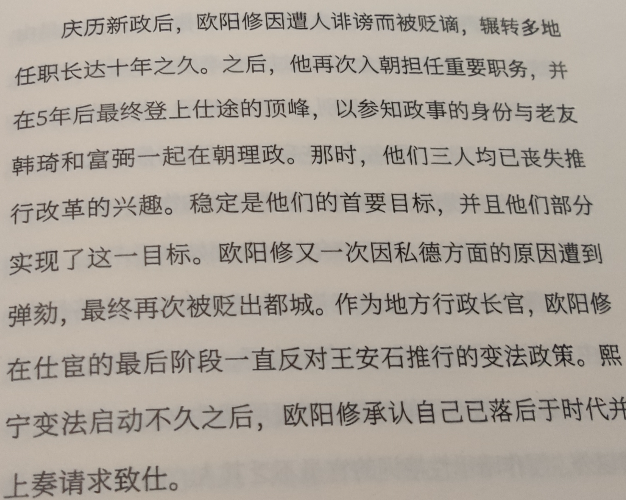 庆历新政后，欧阳修因遭人诽谤而被贬谪，辗转多地
任职长达十年之久。之后，他再次入朝担任重要职务，并
在5年后最终登上仕途的顶峰，以参知政事的身份与老友
韩琦和富弼一起在朝理政。那时，他们三人均已丧失推
行改革的兴趣。稳定是他们的首要目标，并且他们部分
实现了这一目标。欧阳修又一次因私德方面的原因遭到
弹劾，最终再次被贬出都城。作为地方行政长官，欧阳修
在仕宦的最后阶段一直反对王安石推行的变法政策。熙
宁变法启动不久之后，欧阳修承认自己已落后于时代并
上奏请求致仕。